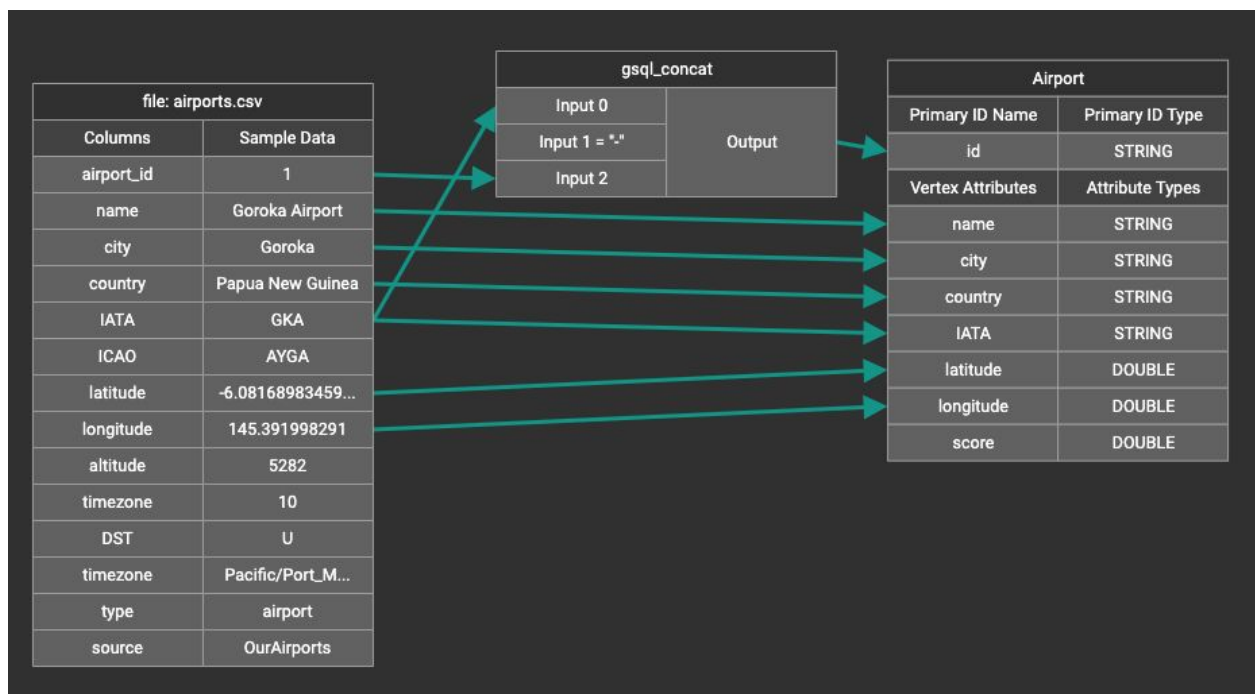 file: airports.csv
Columns Sample Data
airport_id 1
name Goroka Airport
city Goroka
country Papua New Guinea
IATA GKA
ICAO AYGA
latitude -6.08168983459...
longitude 145.391998291
altitude 5282
timezone 10
DST U
timezone Pacific/Port_M...
type airport
source OurAirports
gsql_concat
Input 0
Input 1 = "-"
Input 2
Output
Airport
Primary ID Name Primary ID Type
id STRING
Vertex Attributes Attribute Types
name STRING
city STRING
country STRING
IATA STRING
latitude DOUBLE
longitude DOUBLE
score DOUBLE